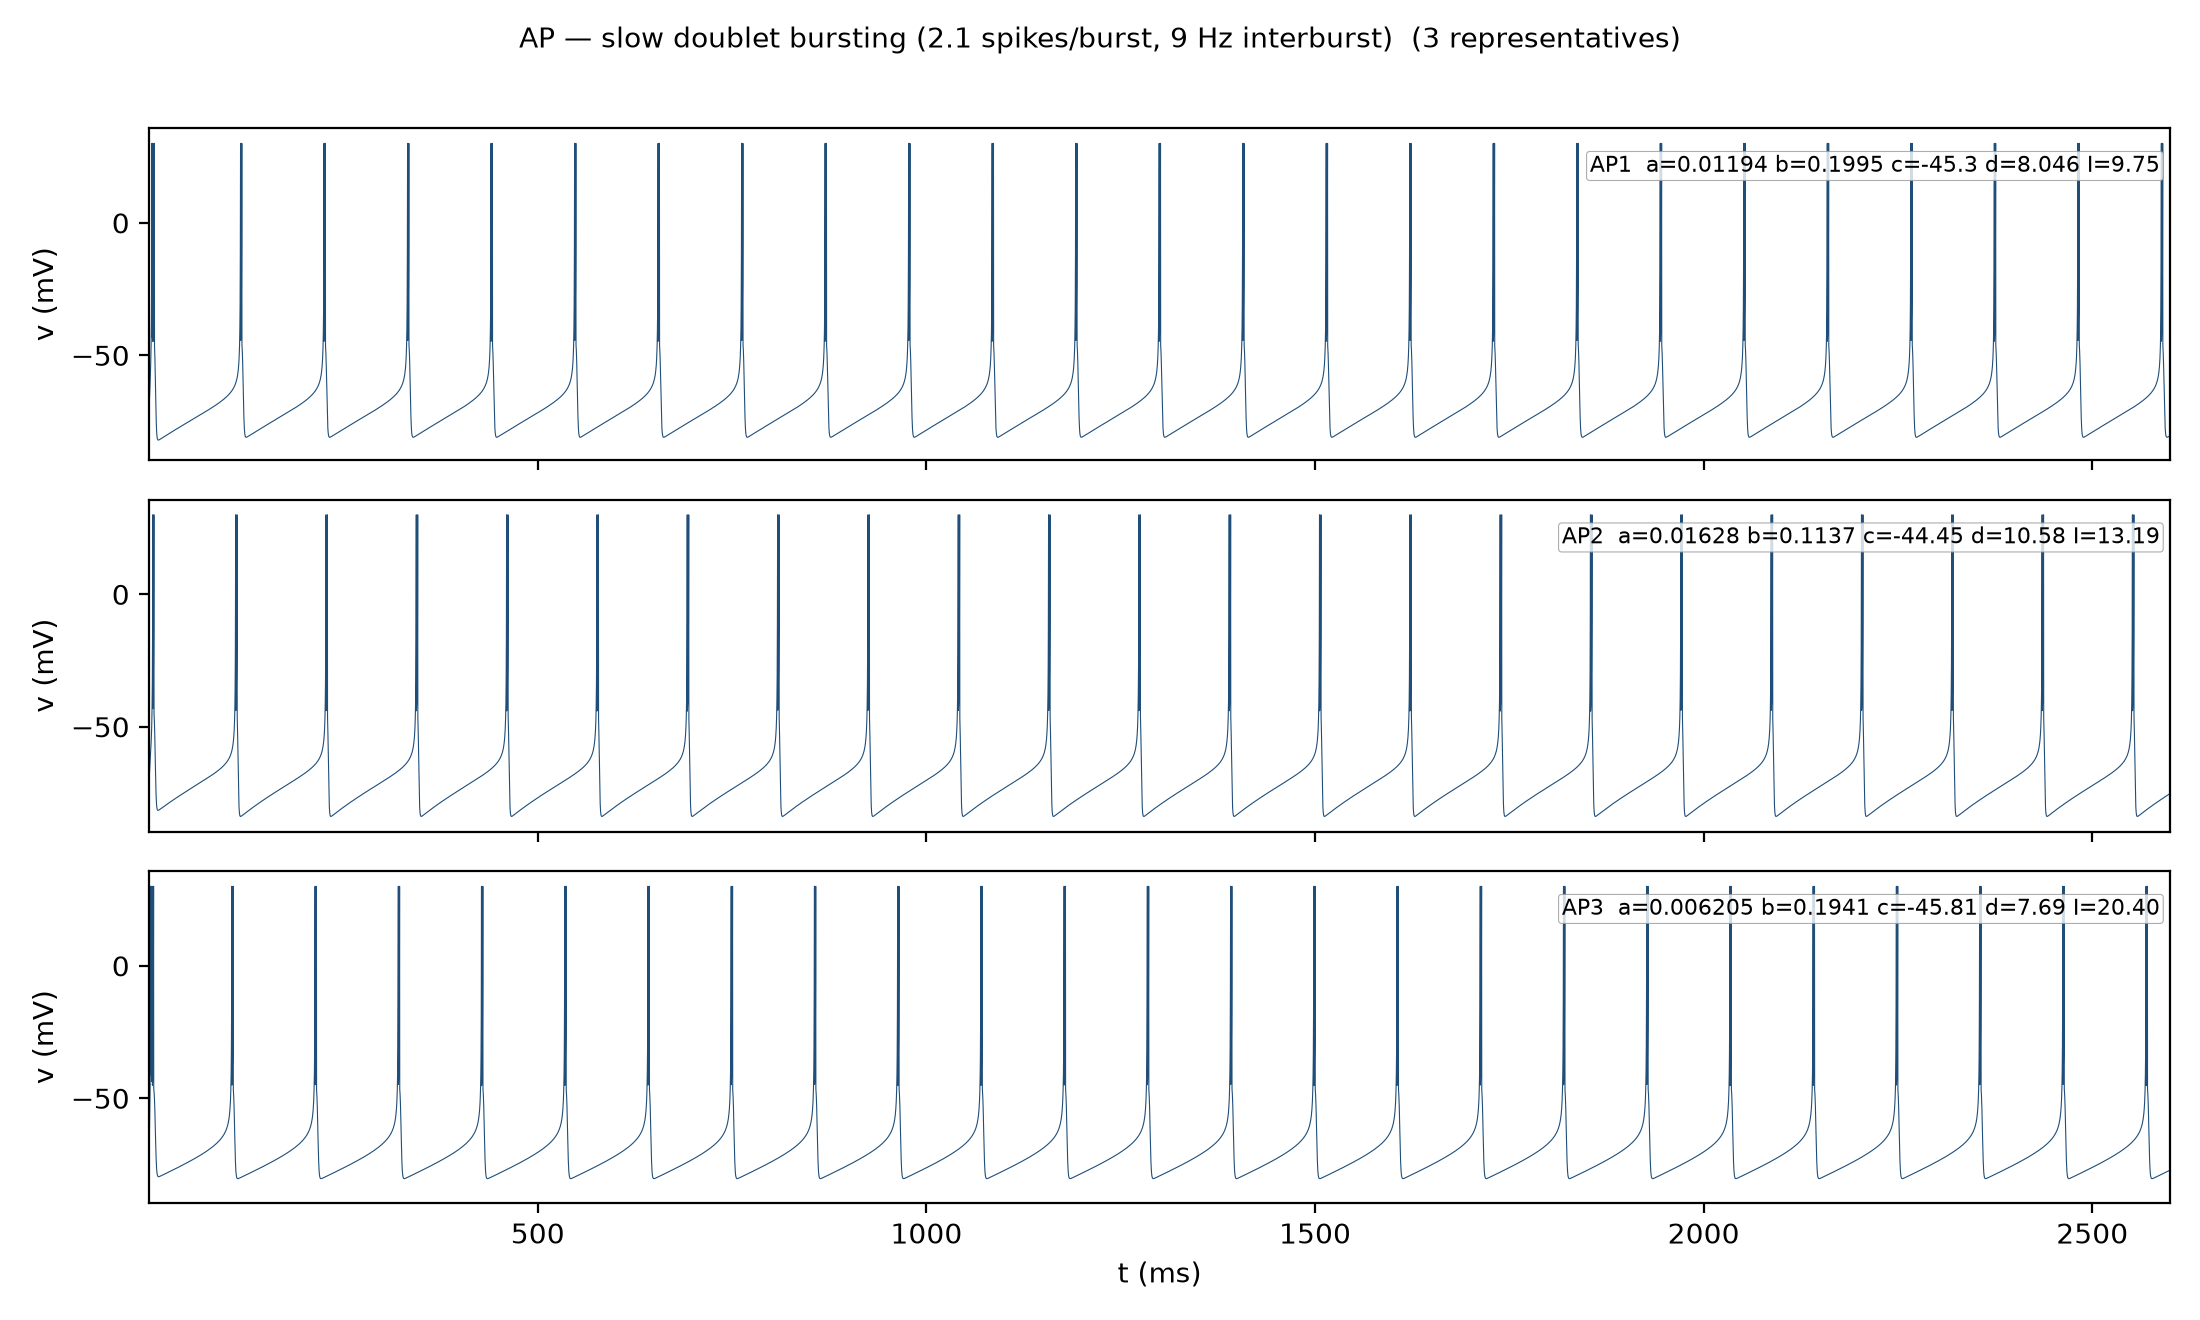 AP — slow doublet bursting (2.1 spikes/burst, 9 Hz interburst)  (3 representatives)
AP1  a=0.01194 b=0.1995 c=-45.3 d=8.046 I=9.75
0
−50
v (mV)
AP2  a=0.01628 b=0.1137 c=-44.45 d=10.58 I=13.19
0
−50
v (mV)
AP3  a=0.006205 b=0.1941 c=-45.81 d=7.69 I=20.40
0
−50
v (mV)
500 1000 1500 2000 2500
t (ms)